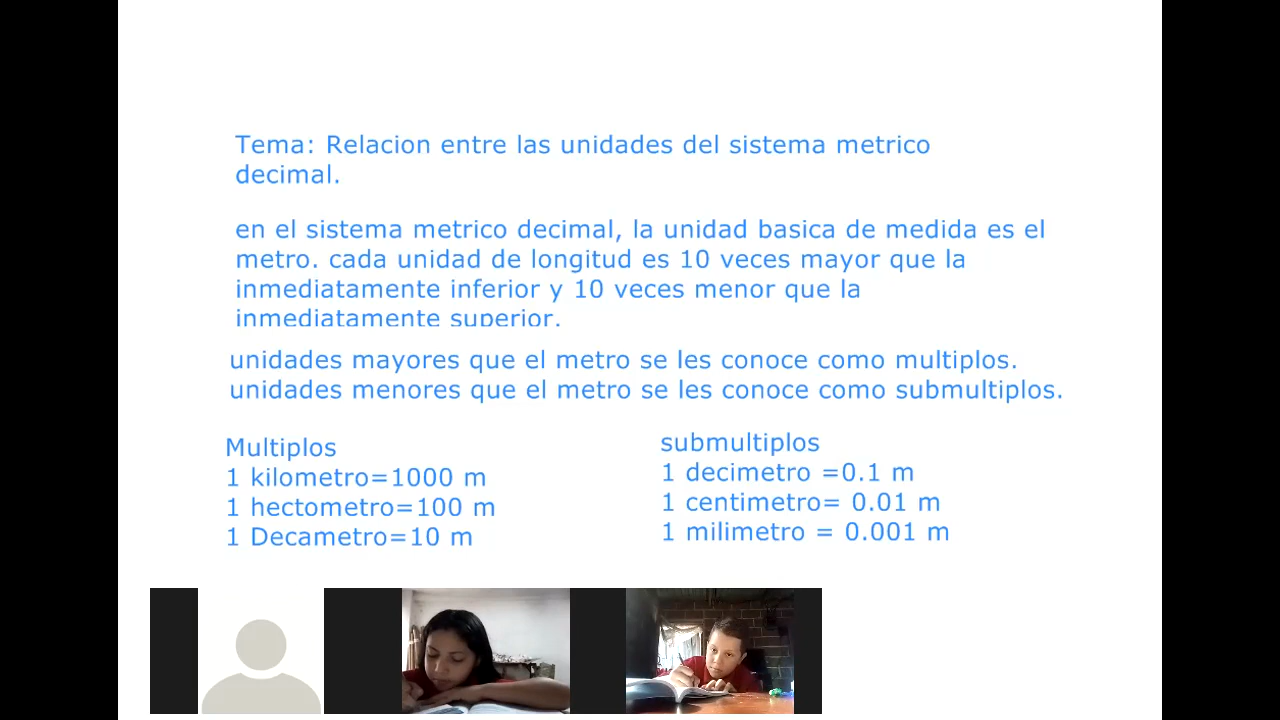 Tema: Relacion entre las unidades del sistema metrico
decimal.
en el sistema metrico decimal, la unidad basica de medida es el
metro. cada unidad de longitud es 10 veces mayor que la
inmediatamente inferior y 10 veces menor que la
inmediatamente superior.
unidades mayores que el metro se les conoce como multiplos.
unidades menores que el metro se les conoce como submultiplos.
Multiplos
1 kilometro=1000 m
1 hectometro=100 m
1 Decametro=10 m
submultiplos
1 decimetro =0.1 m
1 centimetro= 0.01 m
1 milimetro = 0.001 m